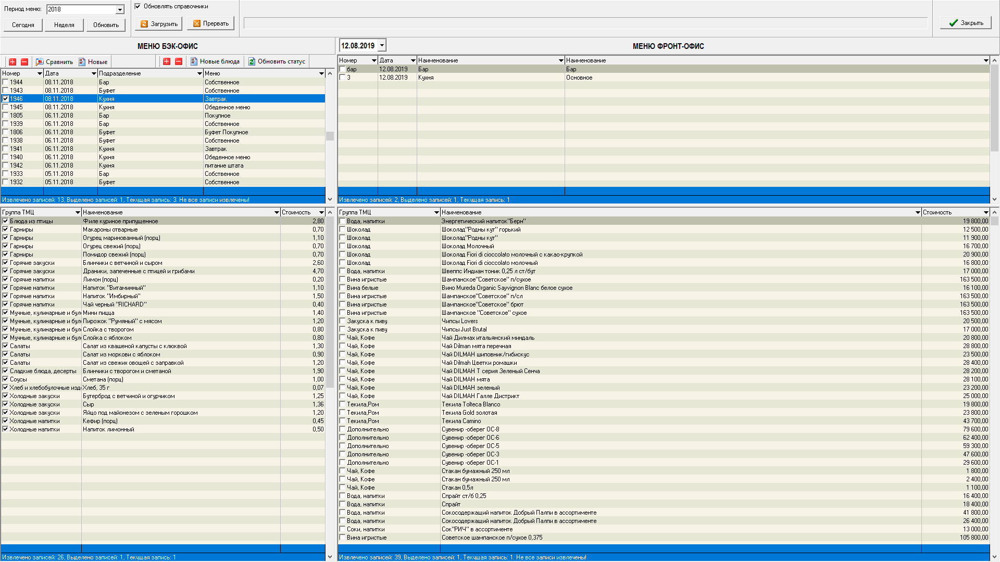 Период меню: 2018
Обновлять справочники
Сегодня Неделя Обновить Загрузить Прервать Закрыть
МЕНЮ БЭК-ОФИС
Сравнить Новые Новые блюда Обновить статус
Номер Дата Подразделение Меню
1944 08.11.2018 Бар Собственное
1943 08.11.2018 Буфет Собственное
1946 08.11.2018 Кухня Завтрак
1945 08.11.2018 Кухня Обеденное меню
1805 06.11.2018 Бар Покупное
1939 06.11.2018 Бар Собственное
1806 06.11.2018 Буфет Буфет Покупное
1938 06.11.2018 Буфет Собственное
1941 06.11.2018 Кухня Завтрак
1940 06.11.2018 Кухня Обеденное меню
1942 06.11.2018 Кухня питание штата
1933 05.11.2018 Бар Собственное
1932 05.11.2018 Буфет Собственное
Извлечено записей: 13, Выделено записей: 1, Текущая запись: 3. Не все записи извлечены!
Группа ТМЦ Наименование Стоимость
Блюда из птицы Филе куриное припущенное 2,80
Гарниры Макароны отварные 0,70
Гарниры Огурец маринованный (порц) 1,10
Гарниры Огурец свежий (порц) 0,70
Гарниры Помидор свежий (порц) 0,70
Горячие закуски Блинчики с ветчиной и сыром 2,60
Горячие закуски Драники, запеченные с птицей и грибами 4,70
Горячие напитки Лимон (порц) 0,20
Горячие напитки Напиток "Витаминный" 1,10
Горячие напитки Напиток "Имбирный" 1,50
Горячие напитки Чай черный "RICHARD" 0,40
Мучные, кулинарные и бул Мини пицца 1,40
Мучные, кулинарные и бул Пирожок "Румяный" с мясом 1,20
Мучные, кулинарные и бул Слойка с творогом 0,80
Мучные, кулинарные и бул Слойка с яблоком 0,80
Салаты Салат из квашеной капусты с клюквой 1,30
Салаты Салат из моркови с яблоком 0,90
Салаты Салат из свежих овощей с заправкой 1,20
Сладкие блюда, десерты Блинчики с творогом и сметаной 1,90
Соусы Сметана (порц) 1,00
Хлеб и хлебобулочные изд Хлеб, 35 г 0,07
Холодные закуски Бутерброд с ветчиной и огурчиком 1,25
Холодные закуски Сыр 1,36
Холодные закуски Яйцо под майонезом с зеленым горошком 1,20
Холодные напитки Кефир (порц) 0,45
Холодные напитки Напиток лимонный 0,50
Извлечено записей: 26, Выделено записей: 1, Текущая запись: 1
12.08.2019 МЕНЮ ФРОНТ-ОФИС
Номер Дата Наименование Наименование
бар 12.08.2019 Бар Бар
3 12.08.2019 Кухня Основное
Извлечено записей: 2, Выделено записей: 1, Текущая запись: 1
Группа ТМЦ Наименование Стоимость
Вода, напитки Энергетический напиток"Берн" 19 800,00
Шоколад Шоколад"Родны кут" горький 12 500,00
Шоколад Шоколад"Родны кут" 11 900,00
Шоколад Шоколад Молочный 16 700,00
Шоколад Шоколад Fiori di cioccolato молочный с какао-крупкой 20 900,00
Шоколад Шоколад Fiori di cioccolato молочный 16 800,00
Вода, напитки Швеппс Индиан тоник 0,25 л ст/бут 17 000,00
Вина игристые Шампанское"Советское" п/сухое 163 500,00
Вина белые Вино Mureda Organic Sayvignon Blanc белое сухое 16 100,00
Вина игристые Шампанское"Советское" п/сл 163 500,00
Вина игристые Шампанское"Советское" брют 163 500,00
Вина игристые Шампанское "Советское" сухое 163 500,00
Закуска к пиву Чипсы Lovers 20 500,00
Закуска к пиву Чипсы Just Brutal 17 000,00
Чай, Кофе Чай Дилмах итальянский миндаль 20 800,00
Чай, Кофе Чай Dilman мята перечная 28 800,00
Чай, Кофе Чай DILMAH шиповник/гибискус 23 500,00
Чай, Кофе Чай Dilmah Цветки ромашки 28 400,00
Чай, Кофе Чай DILMAH Т серия Зеленый Сенча 28 200,00
Чай, Кофе Чай DILMAH мята 28 100,00
Чай, Кофе Чай DILMAH зеленый 23 200,00
Чай, Кофе Чай DILMAH Галле Дистрикт 25 000,00
Текила,Ром Текила Tolteca Blanco 19 800,00
Текила,Ром Текила Gold золотая 23 800,00
Текила,Ром Текила Camino 43 700,00
Дополнительно Сувенир -оберег ОС-8 79 600,00
Дополнительно Сувенир -оберег ОС-6 62 400,00
Дополнительно Сувенир -оберег ОС-5 59 300,00
Дополнительно Сувенир -оберег ОС-3 47 600,00
Дополнительно Сувенир -оберег ОС-1 29 600,00
Чай, Кофе Стакан бумажный 250 мл 1 800,00
Чай, Кофе Стакан бумажный 250 мл 2 400,00
Чай, Кофе Стакан 0,5л 1 100,00
Вода, напитки Спрайт ст/б 0,25 16 400,00
Вода, напитки Спрайт 18 400,00
Вода, напитки Сокосодержащий напиток Добрый Палпи в ассортименте 41 800,00
Вода, напитки Сокосодержащий напиток Добрый Палпи в ассортименте 26 400,00
Соки, напитки Сок"РИЧ" в ассортименте 13 000,00
Вина игристые Советское шампанское п/сухое 0,375 105 800,00
Извлечено записей: 39, Выделено записей: 1, Текущая запись: 1. Не все записи извлечены!